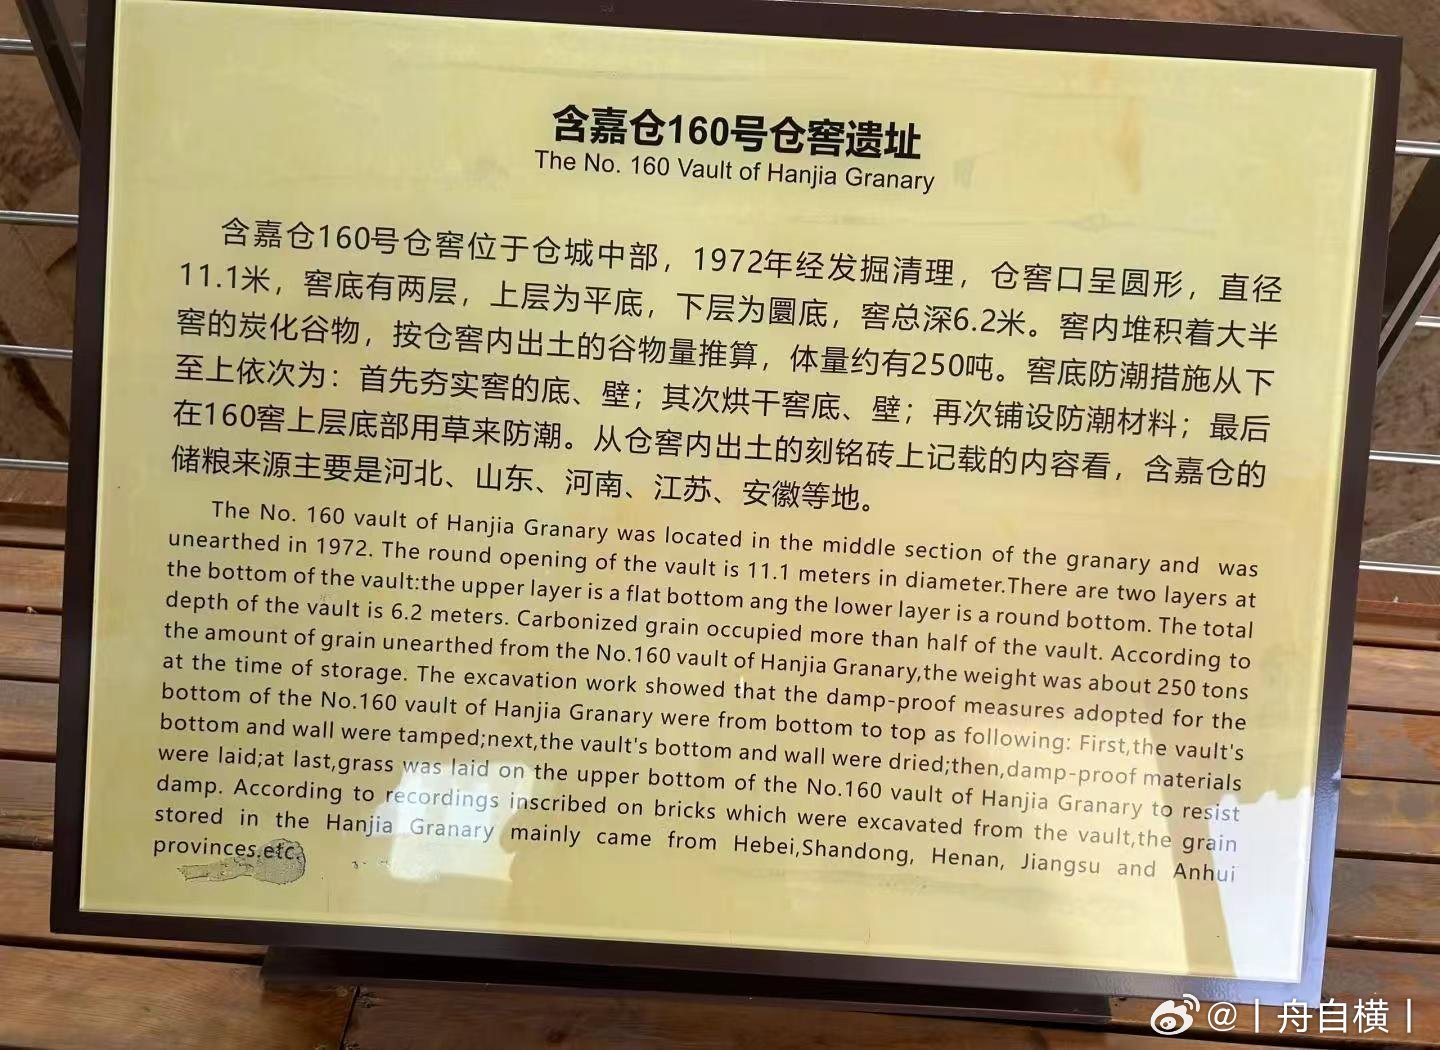 含嘉仓160号仓窖遗址
The No. 160 Vault of Hanjia Granary
含嘉仓160号仓窖位于仓城中部，1972年经发掘清理，仓窖口呈圆形，直径
11.1米，窖底有两层，上层为平底，下层为圜底，窖总深6.2米。窖内堆积着大半
窖的炭化谷物，按仓窖内出土的谷物量推算，体量约有250吨。窖底防潮措施从下
至上依次为：首先夯实窖的底、壁；其次烘干窖底、壁；再次铺设防潮材料；最后
在160窖上层底部用草来防潮。从仓窖内出土的刻铭砖上记载的内容看，含嘉仓的
储粮来源主要是河北、山东、河南、江苏、安徽等地。
The No. 160 vault of Hanjia Granary was located in the middle section of the granary and was
unearthed in 1972. The round opening of the vault is 11.1 meters in diameter.There are two layers at
the bottom of the vault:the upper layer is a flat bottom ang the lower layer is a round bottom. The total
depth of the vault is 6.2 meters. Carbonized grain occupied more than half of the vault. According to
the amount of grain unearthed from the No.160 vault of Hanjia Granary,the weight was about 250 tons
at the time of storage. The excavation work showed that the damp-proof measures adopted for the
bottom of the No.160 vault of Hanjia Granary were from bottom to top as following: First,the vault's
bottom and wall were tamped;next,the vault's bottom and wall were dried;then,damp-proof materials
were laid;at last,grass was laid on the upper bottom of the No.160 vault of Hanjia Granary to resist
damp. According to recordings inscribed on bricks which were excavated from the vault,the grain
stored in the Hanjia Granary mainly came from Hebei,Shandong, Henan, Jiangsu and Anhui
provinces.etc.
@丨舟自横丨